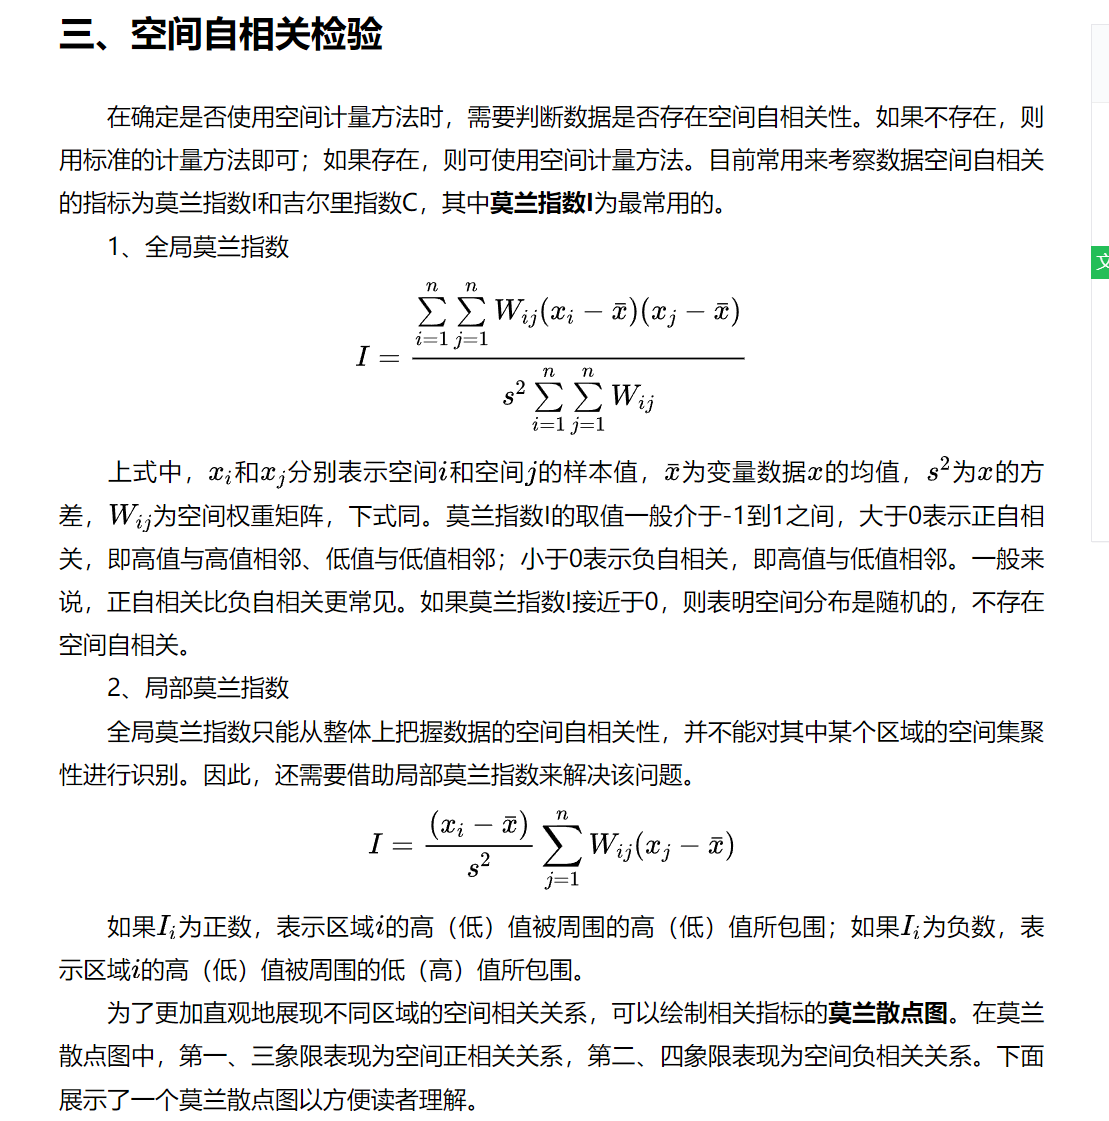 三、空间自相关检验
在确定是否使用空间计量方法时，需要判断数据是否存在空间自相关性。如果不存在，则
用标准的计量方法即可；如果存在，则可使用空间计量方法。目前常用来考察数据空间自相关
的指标为莫兰指数I和吉尔里指数C，其中莫兰指数I为最常用的。
1、全局莫兰指数
I = \frac{\sum_{i=1}^{n}\sum_{j=1}^{n}W_{ij}(x_i-\bar{x})(x_j-\bar{x})}{s^2\sum_{i=1}^{n}\sum_{j=1}^{n}W_{ij}}
上式中，x_i和x_j分别表示空间i和空间j的样本值，\bar{x}为变量数据x的均值，s^2为x的方
差，W_{ij}为空间权重矩阵，下式同。莫兰指数I的取值一般介于-1到1之间，大于0表示正自相
关，即高值与高值相邻、低值与低值相邻；小于0表示负自相关，即高值与低值相邻。一般来
说，正自相关比负自相关更常见。如果莫兰指数I接近于0，则表明空间分布是随机的，不存在
空间自相关。
2、局部莫兰指数
全局莫兰指数只能从整体上把握数据的空间自相关性，并不能对其中某个区域的空间集聚
性进行识别。因此，还需要借助局部莫兰指数来解决该问题。
I = \frac{(x_i-\bar{x})}{s^2}\sum_{j=1}^{n}W_{ij}(x_j-\bar{x})
如果I_i为正数，表示区域i的高（低）值被周围的高（低）值所包围；如果I_i为负数，表
示区域i的高（低）值被周围的低（高）值所包围。
为了更加直观地展现不同区域的空间相关关系，可以绘制相关指标的莫兰散点图。在莫兰
散点图中，第一、三象限表现为空间正相关关系，第二、四象限表现为空间负相关关系。下面
展示了一个莫兰散点图以方便读者理解。